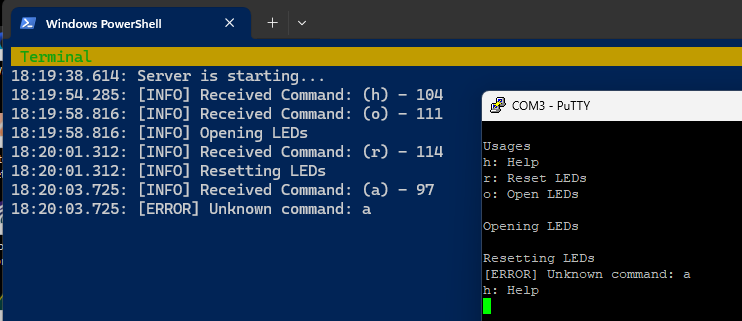 Windows PowerShell
Terminal
18:19:38.614: Server is starting...
18:19:54.285: [INFO] Received Command: (h) - 104
18:19:58.816: [INFO] Received Command: (o) - 111
18:19:58.816: [INFO] Opening LEDs
18:20:01.312: [INFO] Received Command: (r) - 114
18:20:01.312: [INFO] Resetting LEDs
18:20:03.725: [INFO] Received Command: (a) - 97
18:20:03.725: [ERROR] Unknown command: a
COM3 - PuTTY
Usages
h: Help
r: Reset LEDs
o: Open LEDs
Opening LEDs
Resetting LEDs
[ERROR] Unknown command: a
h: Help